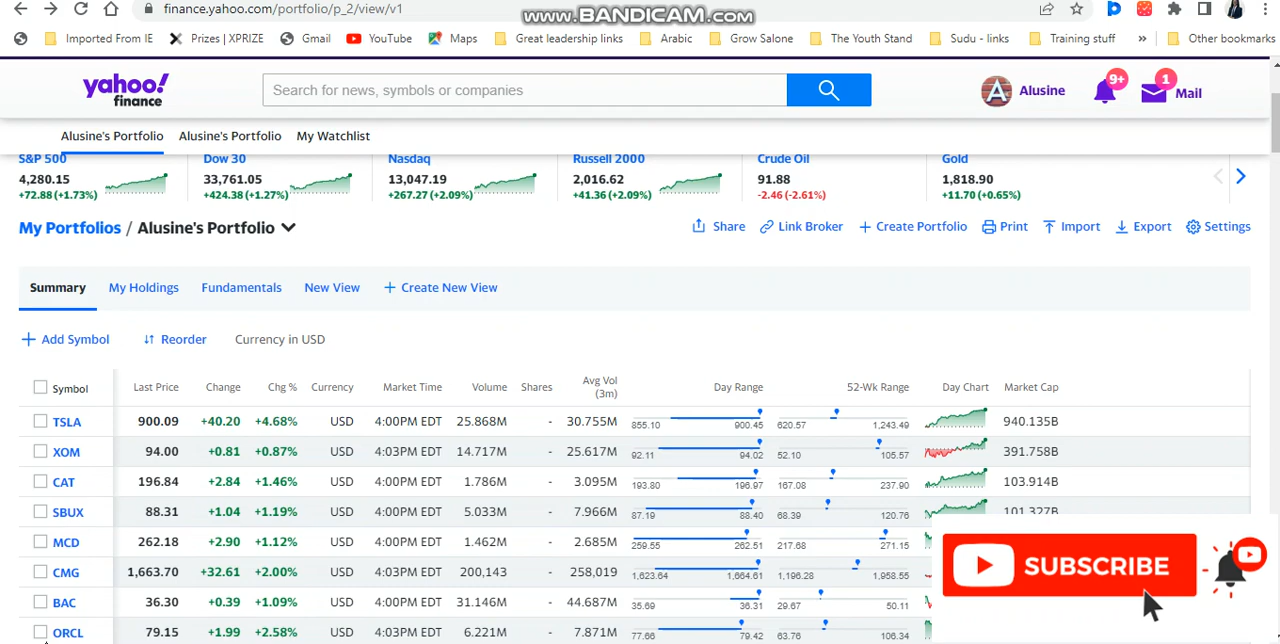 finance.yahoo.com/portfolio/p_2/view/v1
www.BANDICAM.com
Imported From IE
Prizes | XPRIZE
Gmail
YouTube
Maps
Great leadership links
Arabic
Grow Salone
The Youth Stand
Sudu - links
Training stuff
»
Other bookmarks
yahoo!
finance
Search for news, symbols or companies
A
Alusine
9+
1
Mail
Alusine's Portfolio
Alusine's Portfolio
My Watchlist
S&P 500 Dow 30 Nasdaq Russell 2000 Crude Oil Gold
4,280.15 33,761.05 13,047.19 2,016.62 91.88 1,818.90
+72.88 (+1.73%) +424.38 (+1.27%) +267.27 (+2.09%) +41.36 (+2.09%) -2.46 (-2.61%) +11.70 (+0.65%)
My Portfolios / Alusine's Portfolio
Share
Link Broker
+ Create Portfolio
Print
Import
Export
Settings
Summary
My Holdings
Fundamentals
New View
+ Create New View
+ Add Symbol
Reorder
Currency in USD
Symbol Last Price Change Chg % Currency Market Time Volume Shares Avg Vol (3m) Day Range 52-Wk Range Day Chart Market Cap
TSLA 900.09 +40.20 +4.68% USD 4:00PM EDT 25.868M - 30.755M 855.10 900.45 620.57 1,243.49 940.135B
XOM 94.00 +0.81 +0.87% USD 4:03PM EDT 14.717M - 25.617M 92.11 94.02 52.10 105.57 391.758B
CAT 196.84 +2.84 +1.46% USD 4:00PM EDT 1.786M - 3.095M 193.80 196.97 167.08 237.90 103.914B
SBUX 88.31 +1.04 +1.19% USD 4:00PM EDT 5.033M - 7.966M 87.19 88.40 68.39 120.76 101.327B
MCD 262.18 +2.90 +1.12% USD 4:00PM EDT 1.462M - 2.685M 259.55 262.51 217.68 271.15
CMG 1,663.70 +32.61 +2.00% USD 4:00PM EDT 200,143 - 258,019 1,623.64 1,664.61 1,196.28 1,958.55
BAC 36.30 +0.39 +1.09% USD 4:00PM EDT 31.146M - 44.687M 35.69 36.31 29.67 50.11
ORCL 79.15 +1.99 +2.58% USD 4:00PM EDT 6.221M - 7.871M 77.66 79.42 63.76 106.34
SUBSCRIBE